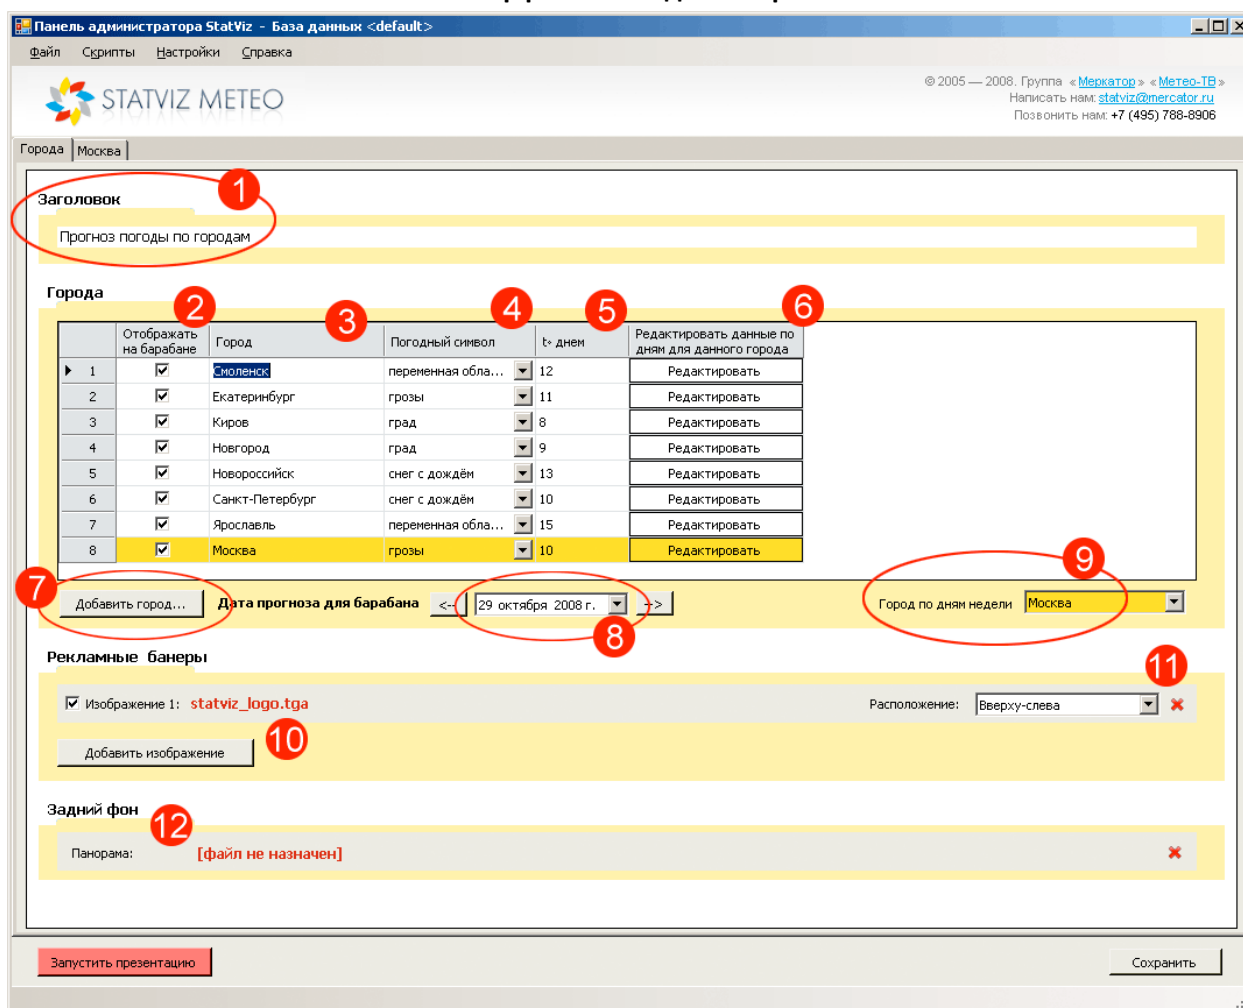 Панель администратора StatViz - База данных <default>
Файл Скрипты Настройки Справка
STATVIZ METEO
© 2005 — 2008. Группа «Меркатор» «Метео-ТВ»
Написать нам: statviz@mercator.ru
Позвонить нам: +7 (495) 788-8906
Города Москва
1
Заголовок
Прогноз погоды по городам
Города
2 3 4 5 6
Отображать на барабане Город Погодный символ t° днем Редактировать данные по дням для данного города
1 Смоленск переменная обла... 12 Редактировать
2 Екатеринбург грозы 11 Редактировать
3 Киров град 8 Редактировать
4 Новгород град 9 Редактировать
5 Новороссийск снег с дождём 13 Редактировать
6 Санкт-Петербург снег с дождём 10 Редактировать
7 Ярославль переменная обла... 15 Редактировать
8 Москва грозы 10 Редактировать
7 9
Добавить город... Дата прогноза для барабана <-- 29 октября 2008 г. --> Город по дням недели Москва
8
Рекламные банеры
11
Изображение 1: statviz_logo.tga Расположение: Вверху-слева
10
Добавить изображение
Задний фон
12
Панорама: [файл не назначен]
Запустить презентацию Сохранить